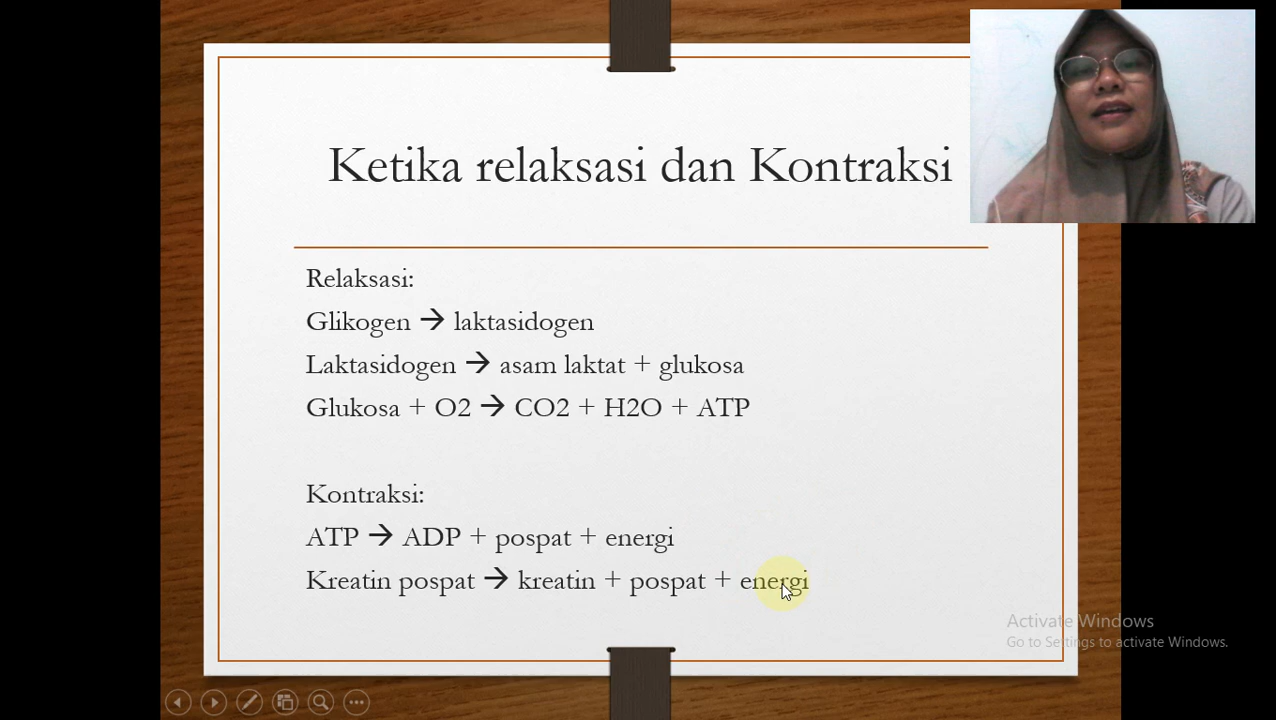 Ketika relaksasi dan Kontraksi
Relaksasi:
Glikogen → laktasidogen
Laktasidogen → asam laktat + glukosa
Glukosa + O2 → CO2 + H2O + ATP
Kontraksi:
ATP → ADP + pospat + energi
Kreatin pospat → kreatin + pospat + energi
Activate Windows
Go to Settings to activate Windows.